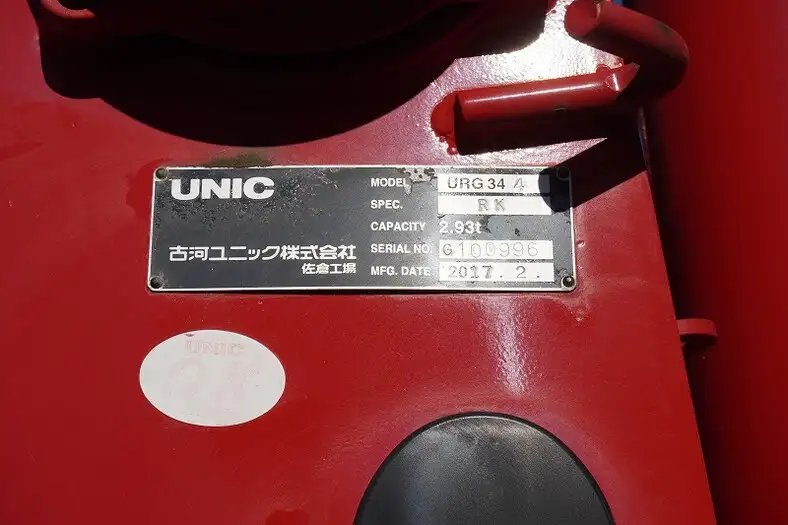 UNIC
MODEL URG34 4
SPEC. RK
CAPACITY 2.93t
SERIAL NO. G100996
MFG. DATE 2017.2.
古河ユニック株式会社
佐倉工場
UNIC